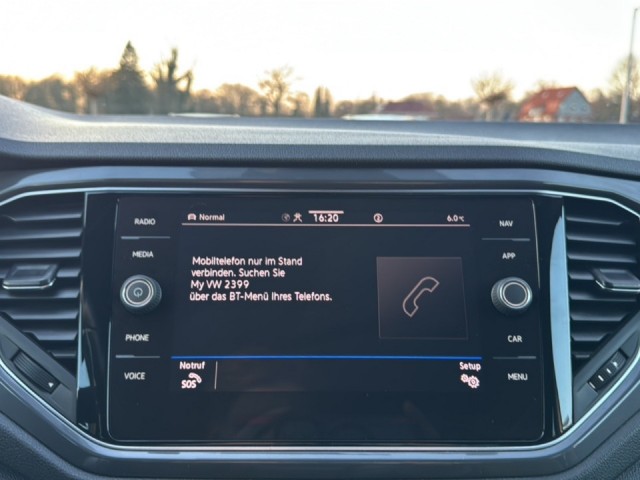 RADIO
MEDIA
PHONE
VOICE
Normal
16:20
6.0 °C
Mobiltelefon nur im Stand
verbinden. Suchen Sie
My VW 2399
über das BT-Menü Ihres Telefons.
Notruf
SOS
Setup
NAV
APP
CAR
MENU